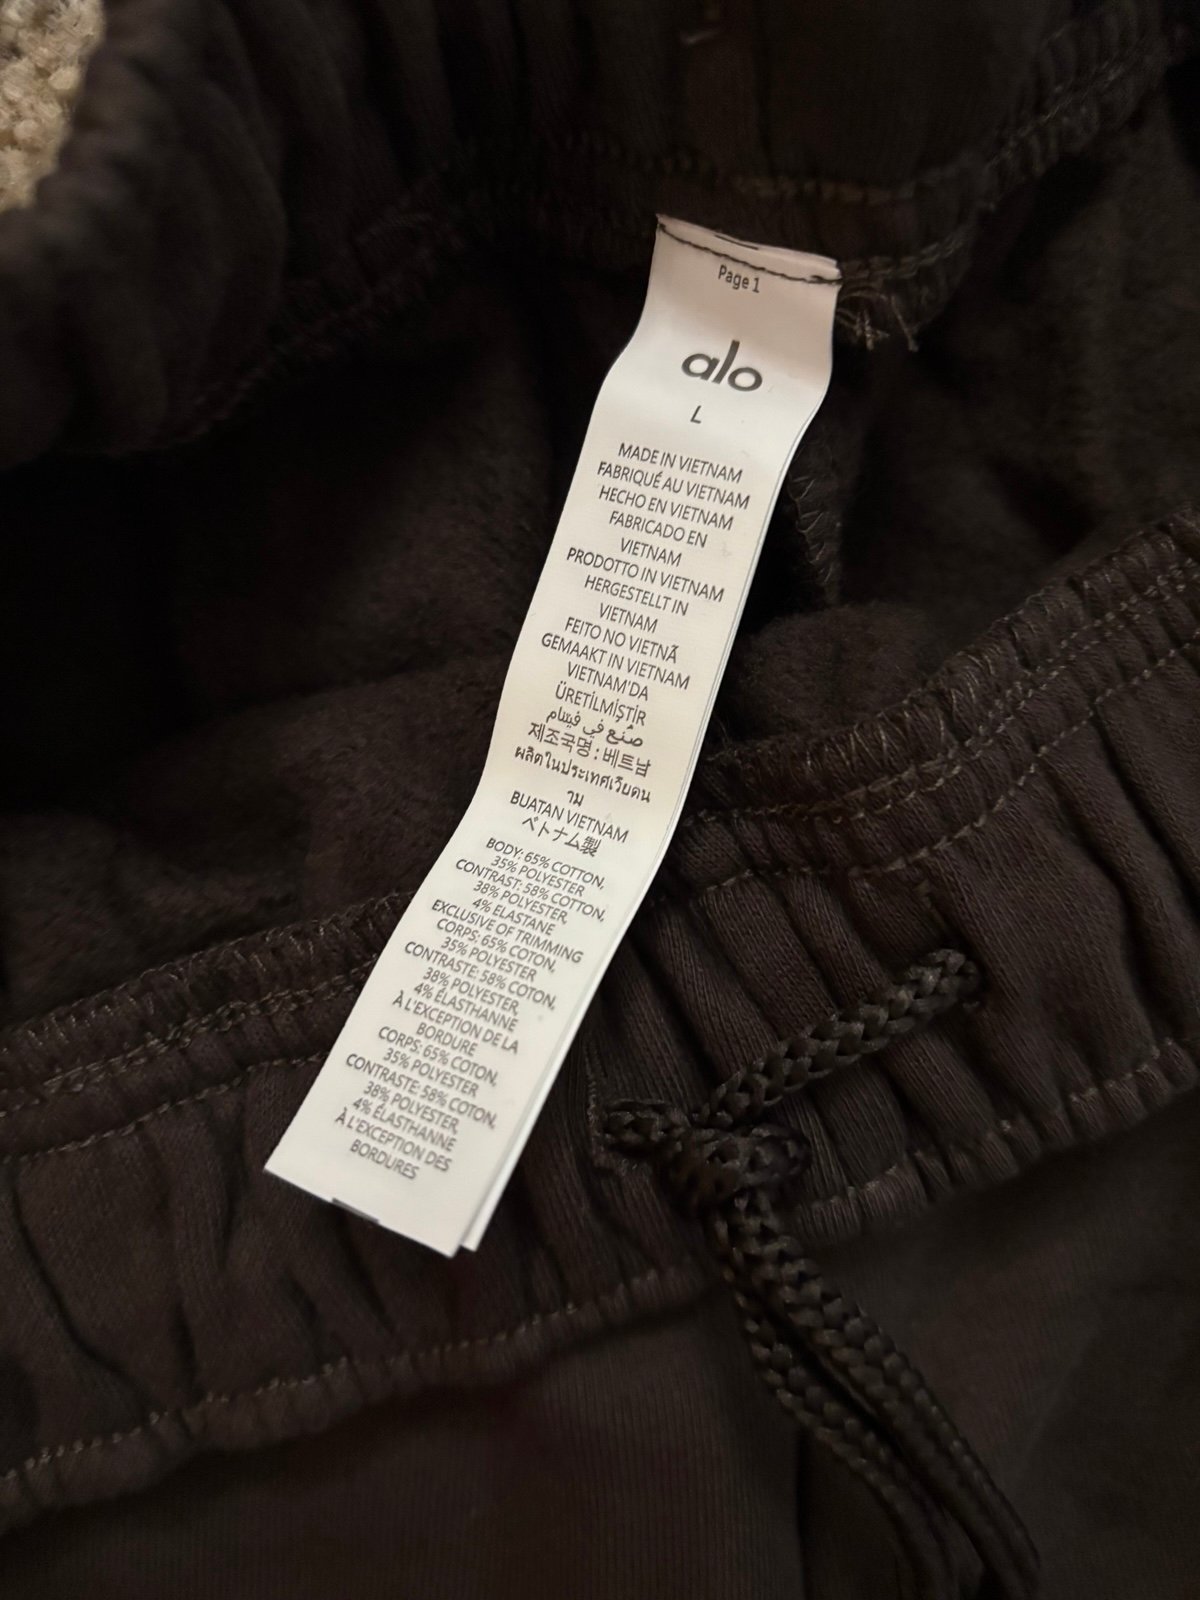 Page 1
alo
L
MADE IN VIETNAM
FABRIQUÉ AU VIETNAM
HECHO EN VIETNAM
FABRICADO EN
VIETNAM
PRODOTTO IN VIETNAM
HERGESTELLT IN
VIETNAM
FEITO NO VIETNÃ
GEMAAKT IN VIETNAM
VIETNAM'DA
ÜRETİLMİŞTİR
صُنع في فيتنام
제조국명 : 베트남
ผลิตในประเทศเวียดน
าม
BUATAN VIETNAM
ベトナム製
BODY: 65% COTTON,
35% POLYESTER
CONTRAST: 58% COTTON,
38% POLYESTER,
4% ELASTANE
EXCLUSIVE OF TRIMMING
CORPS: 65% COTON,
35% POLYESTER
CONTRASTE: 58% COTON,
38% POLYESTER,
4% ÉLASTHANNE
À L'EXCEPTION DE LA
BORDURE
CORPS: 65% COTON,
35% POLYESTER
CONTRASTE: 58% COTON,
38% POLYESTER,
4% ÉLASTHANNE
À L'EXCEPTION DES
BORDURES